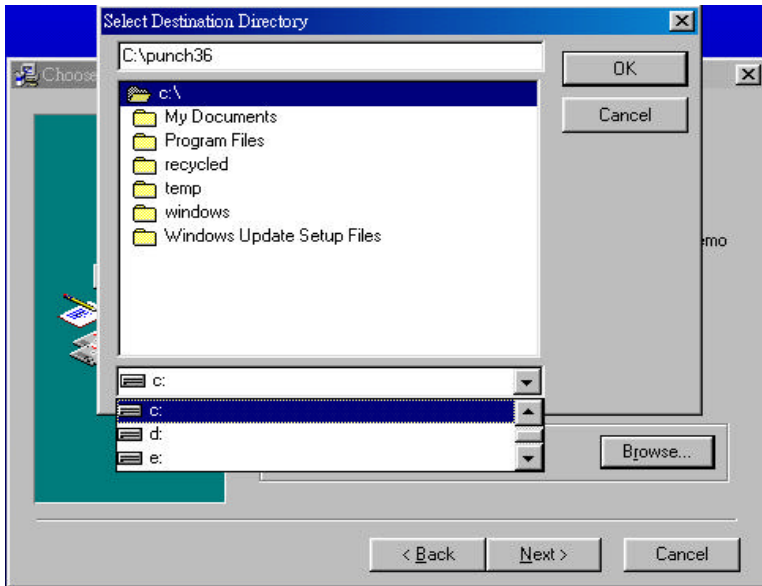 Select Destination Directory
Choose
C:\punch36
OK
Cancel
c:\
My Documents
Program Files
recycled
temp
windows
Windows Update Setup Files
emo
c:
c:
d:
e:
Browse...
< Back
Next >
Cancel